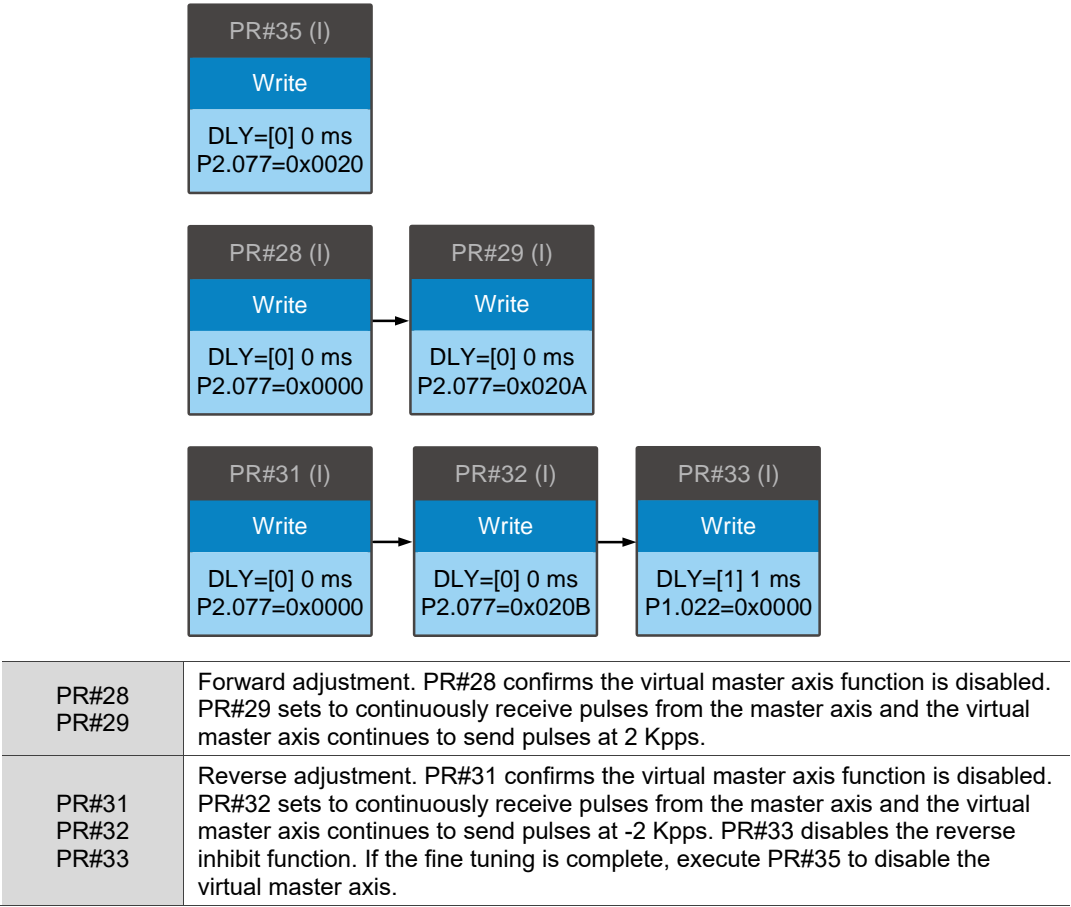 PR#35 (I)
Write
DLY=[0] 0 ms
P2.077=0x0020
PR#28 (I)
Write
DLY=[0] 0 ms
P2.077=0x0000
PR#29 (I)
Write
DLY=[0] 0 ms
P2.077=0x020A
PR#31 (I)
Write
DLY=[0] 0 ms
P2.077=0x0000
PR#32 (I)
Write
DLY=[0] 0 ms
P2.077=0x020B
PR#33 (I)
Write
DLY=[1] 1 ms
P1.022=0x0000
PR#28
PR#29
Forward adjustment. PR#28 confirms the virtual master axis function is disabled.
PR#29 sets to continuously receive pulses from the master axis and the virtual
master axis continues to send pulses at 2 Kpps.
PR#31
PR#32
PR#33
Reverse adjustment. PR#31 confirms the virtual master axis function is disabled.
PR#32 sets to continuously receive pulses from the master axis and the virtual
master axis continues to send pulses at -2 Kpps. PR#33 disables the reverse
inhibit function. If the fine tuning is complete, execute PR#35 to disable the
virtual master axis.